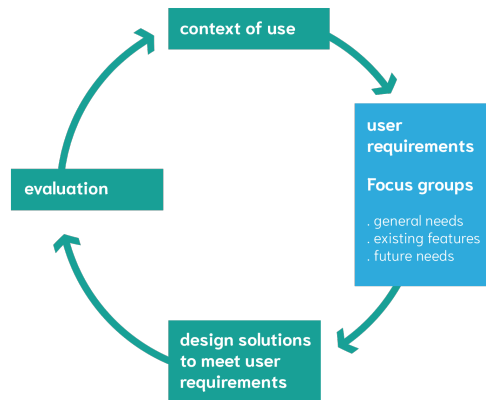 context of use
user
requirements
Focus groups
. general needs
. existing features
. future needs
evaluation
design solutions
to meet user
requirements